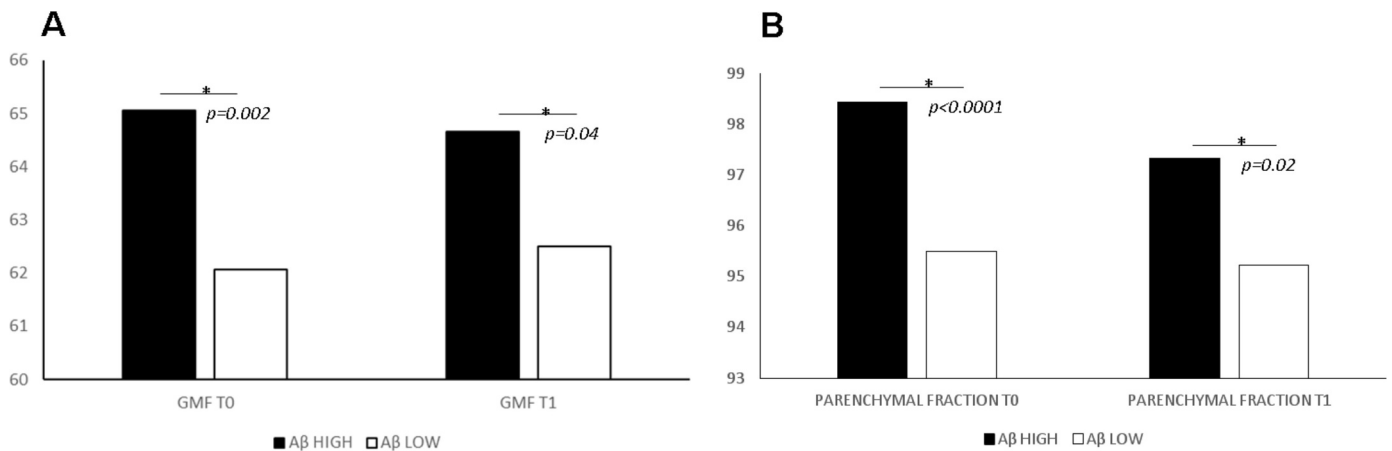 A
66
65
64
63
62
61
60
*
p=0.002
*
p=0.04
GMF T0
GMF T1
Aβ HIGH
Aβ LOW
B
99
98
97
96
95
94
93
*
p<0.0001
*
p=0.02
PARENCHYMAL FRACTION T0
PARENCHYMAL FRACTION T1
Aβ HIGH
Aβ LOW